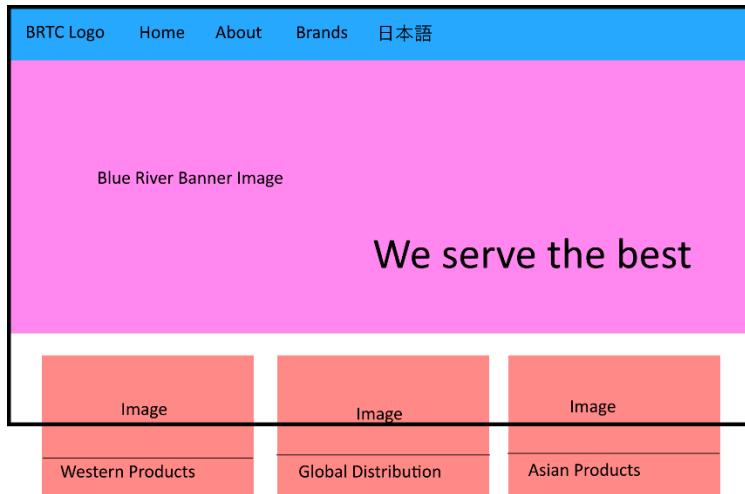 BRTC Logo Home About Brands 日本語
Blue River Banner Image
We serve the best
Image Image Image
Western Products Global Distribution Asian Products